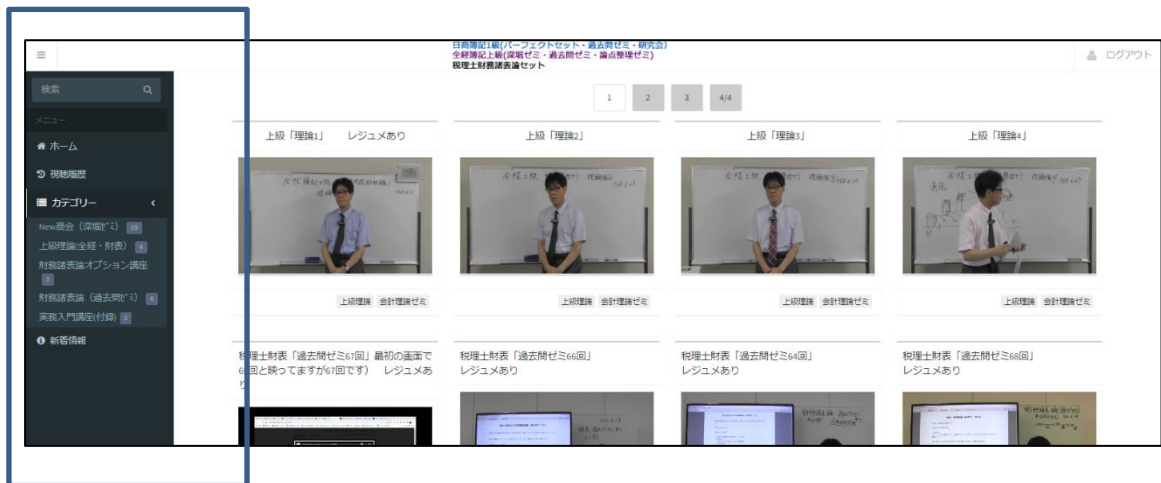 日商簿記1級(パーフェクトセット・過去問ゼミ・研究会)
全経簿記上級(深堀ゼミ・過去問ゼミ・論点整理ゼミ)
税理士財務諸表論セット
ログアウト
検索
メニュー
ホーム
視聴履歴
カテゴリー
New商会（深堀ｾﾞﾐ） 19
上級理論(全経・財表) 4
財務諸表論オプション講座
財務諸表論（過去問ｾﾞﾐ） 6
実務入門講座(付録)
新着情報
1 2 3 4/4
上級「理論1」　レジュメあり
上級「理論2」
上級「理論3」
上級「理論4」
上級理論 会計理論ゼミ
上級理論 会計理論ゼミ
上級理論 会計理論ゼミ
上級理論 会計理論ゼミ
税理士財表「過去問ゼミ67回」最初の画面で
回と映ってますが67回です）　レジュメあ
り
税理士財表「過去問ゼミ66回」
レジュメあり
税理士財表「過去問ゼミ64回」
レジュメあり
税理士財表「過去問ゼミ68回」
レジュメあり